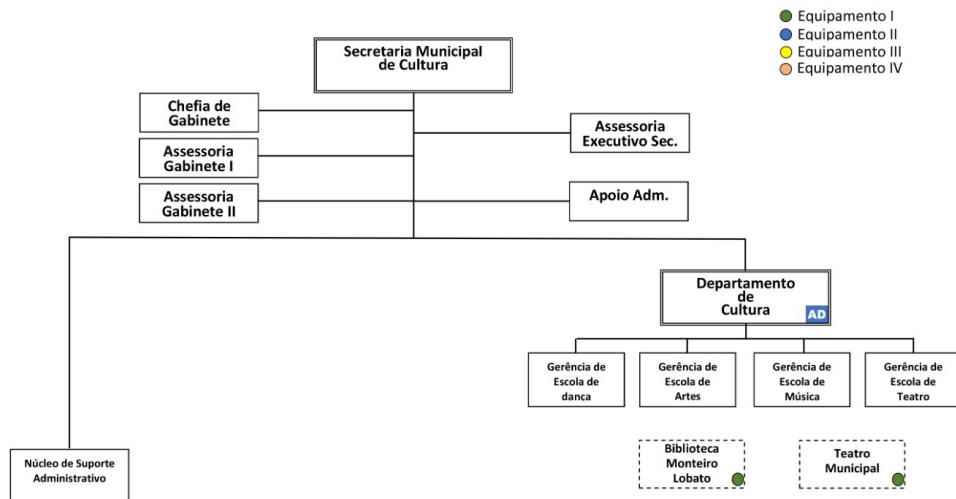 Equipamento I
Equipamento II
Equipamento III
Equipamento IV
Secretaria Municipal
de Cultura
Chefia de
Gabinete
Assessoria
Executivo Sec.
Assessoria
Gabinete I
Assessoria
Gabinete II
Apoio Adm.
Departamento
de
Cultura
AD
Gerência de
Escola de
danca
Gerência de
Escola de
Artes
Gerência de
Escola de
Música
Gerência de
Escola de
Teatro
Núcleo de Suporte
Administrativo
Biblioteca
Monteiro
Lobato
Teatro
Municipal